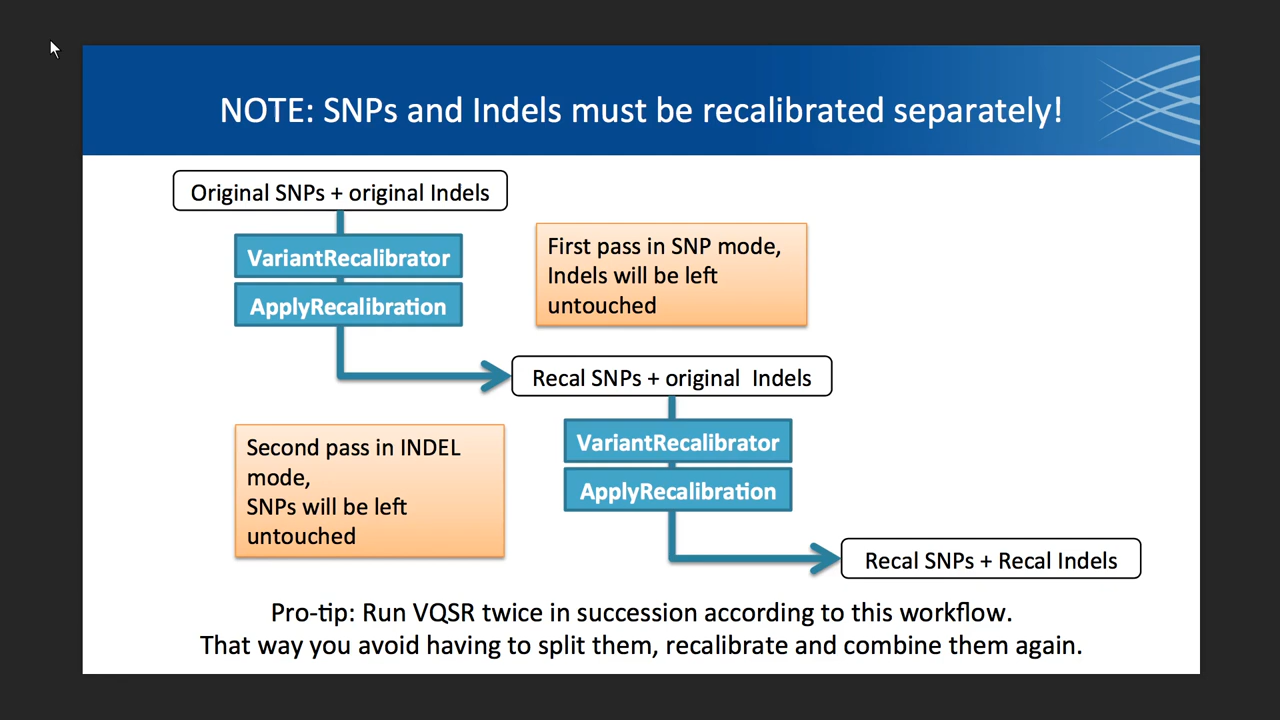 NOTE: SNPs and Indels must be recalibrated separately!
Original SNPs + original Indels
VariantRecalibrator
ApplyRecalibration
First pass in SNP mode,
Indels will be left
untouched
Recal SNPs + original Indels
VariantRecalibrator
ApplyRecalibration
Second pass in INDEL
mode,
SNPs will be left
untouched
Recal SNPs + Recal Indels
Pro-tip: Run VQSR twice in succession according to this workflow.
That way you avoid having to split them, recalibrate and combine them again.